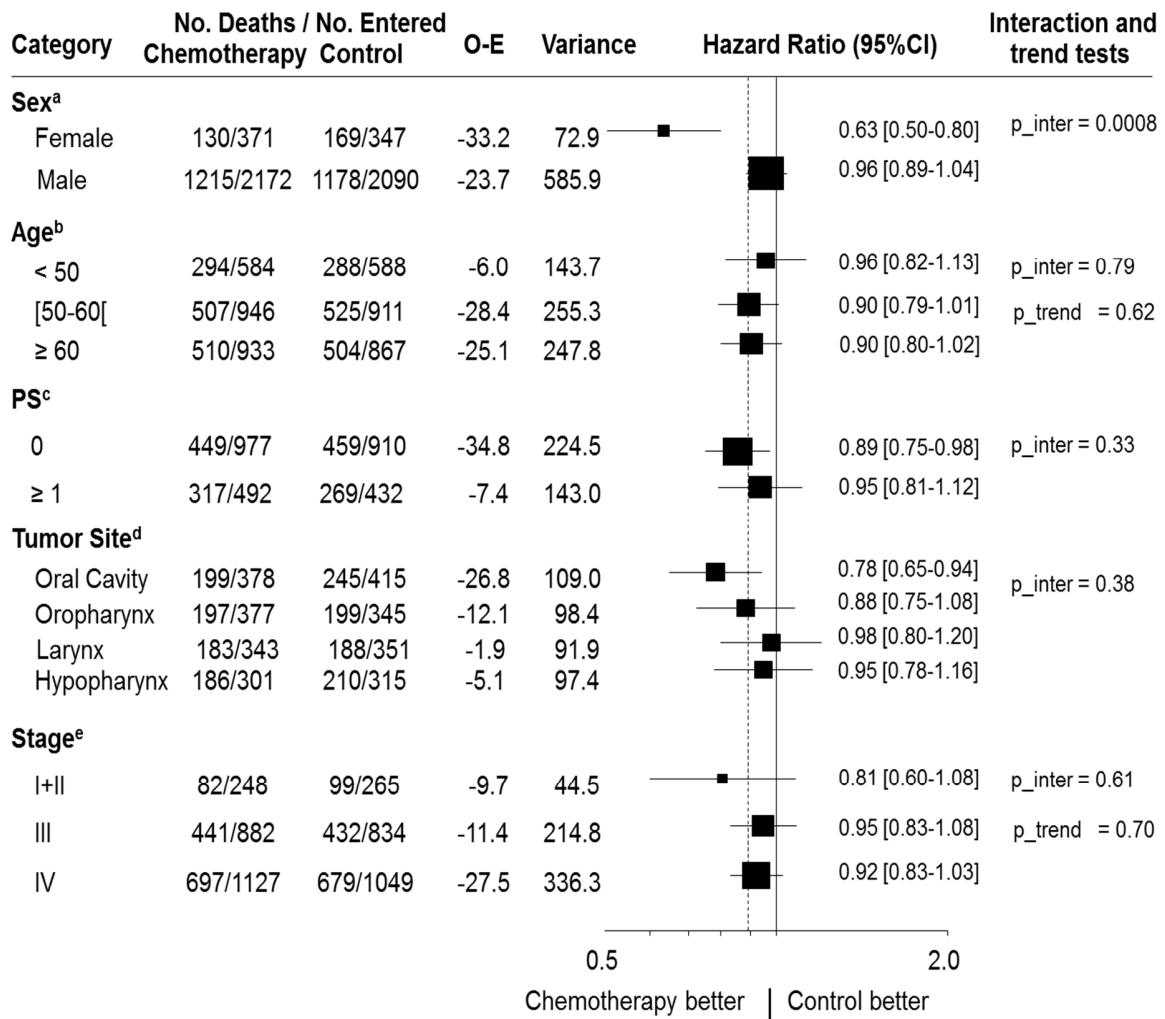 Category No. Deaths / No. Entered O-E Variance Hazard Ratio (95%CI) Interaction and
Chemotherapy Control trend tests
Sexa p_inter = 0.0008
Female 130/371 169/347 -33.2 72.9 0.63 [0.50-0.80]
Male 1215/2172 1178/2090 -23.7 585.9 0.96 [0.89-1.04]
Ageb
< 50 294/584 288/588 -6.0 143.7 0.96 [0.82-1.13] p_inter = 0.79
[50-60[ 507/946 525/911 -28.4 255.3 0.90 [0.79-1.01] p_trend = 0.62
≥ 60 510/933 504/867 -25.1 247.8 0.90 [0.80-1.02]
PSc
0 449/977 459/910 -34.8 224.5 0.89 [0.75-0.98] p_inter = 0.33
≥ 1 317/492 269/432 -7.4 143.0 0.95 [0.81-1.12]
Tumor Sited
Oral Cavity 199/378 245/415 -26.8 109.0 0.78 [0.65-0.94] p_inter = 0.38
Oropharynx 197/377 199/345 -12.1 98.4 0.88 [0.75-1.08]
Larynx 183/343 188/351 -1.9 91.9 0.98 [0.80-1.20]
Hypopharynx 186/301 210/315 -5.1 97.4 0.95 [0.78-1.16]
Stagee
I+II 82/248 99/265 -9.7 44.5 0.81 [0.60-1.08] p_inter = 0.61
III 441/882 432/834 -11.4 214.8 0.95 [0.83-1.08] p_trend = 0.70
IV 697/1127 679/1049 -27.5 336.3 0.92 [0.83-1.03]
0.5 2.0
Chemotherapy better | Control better